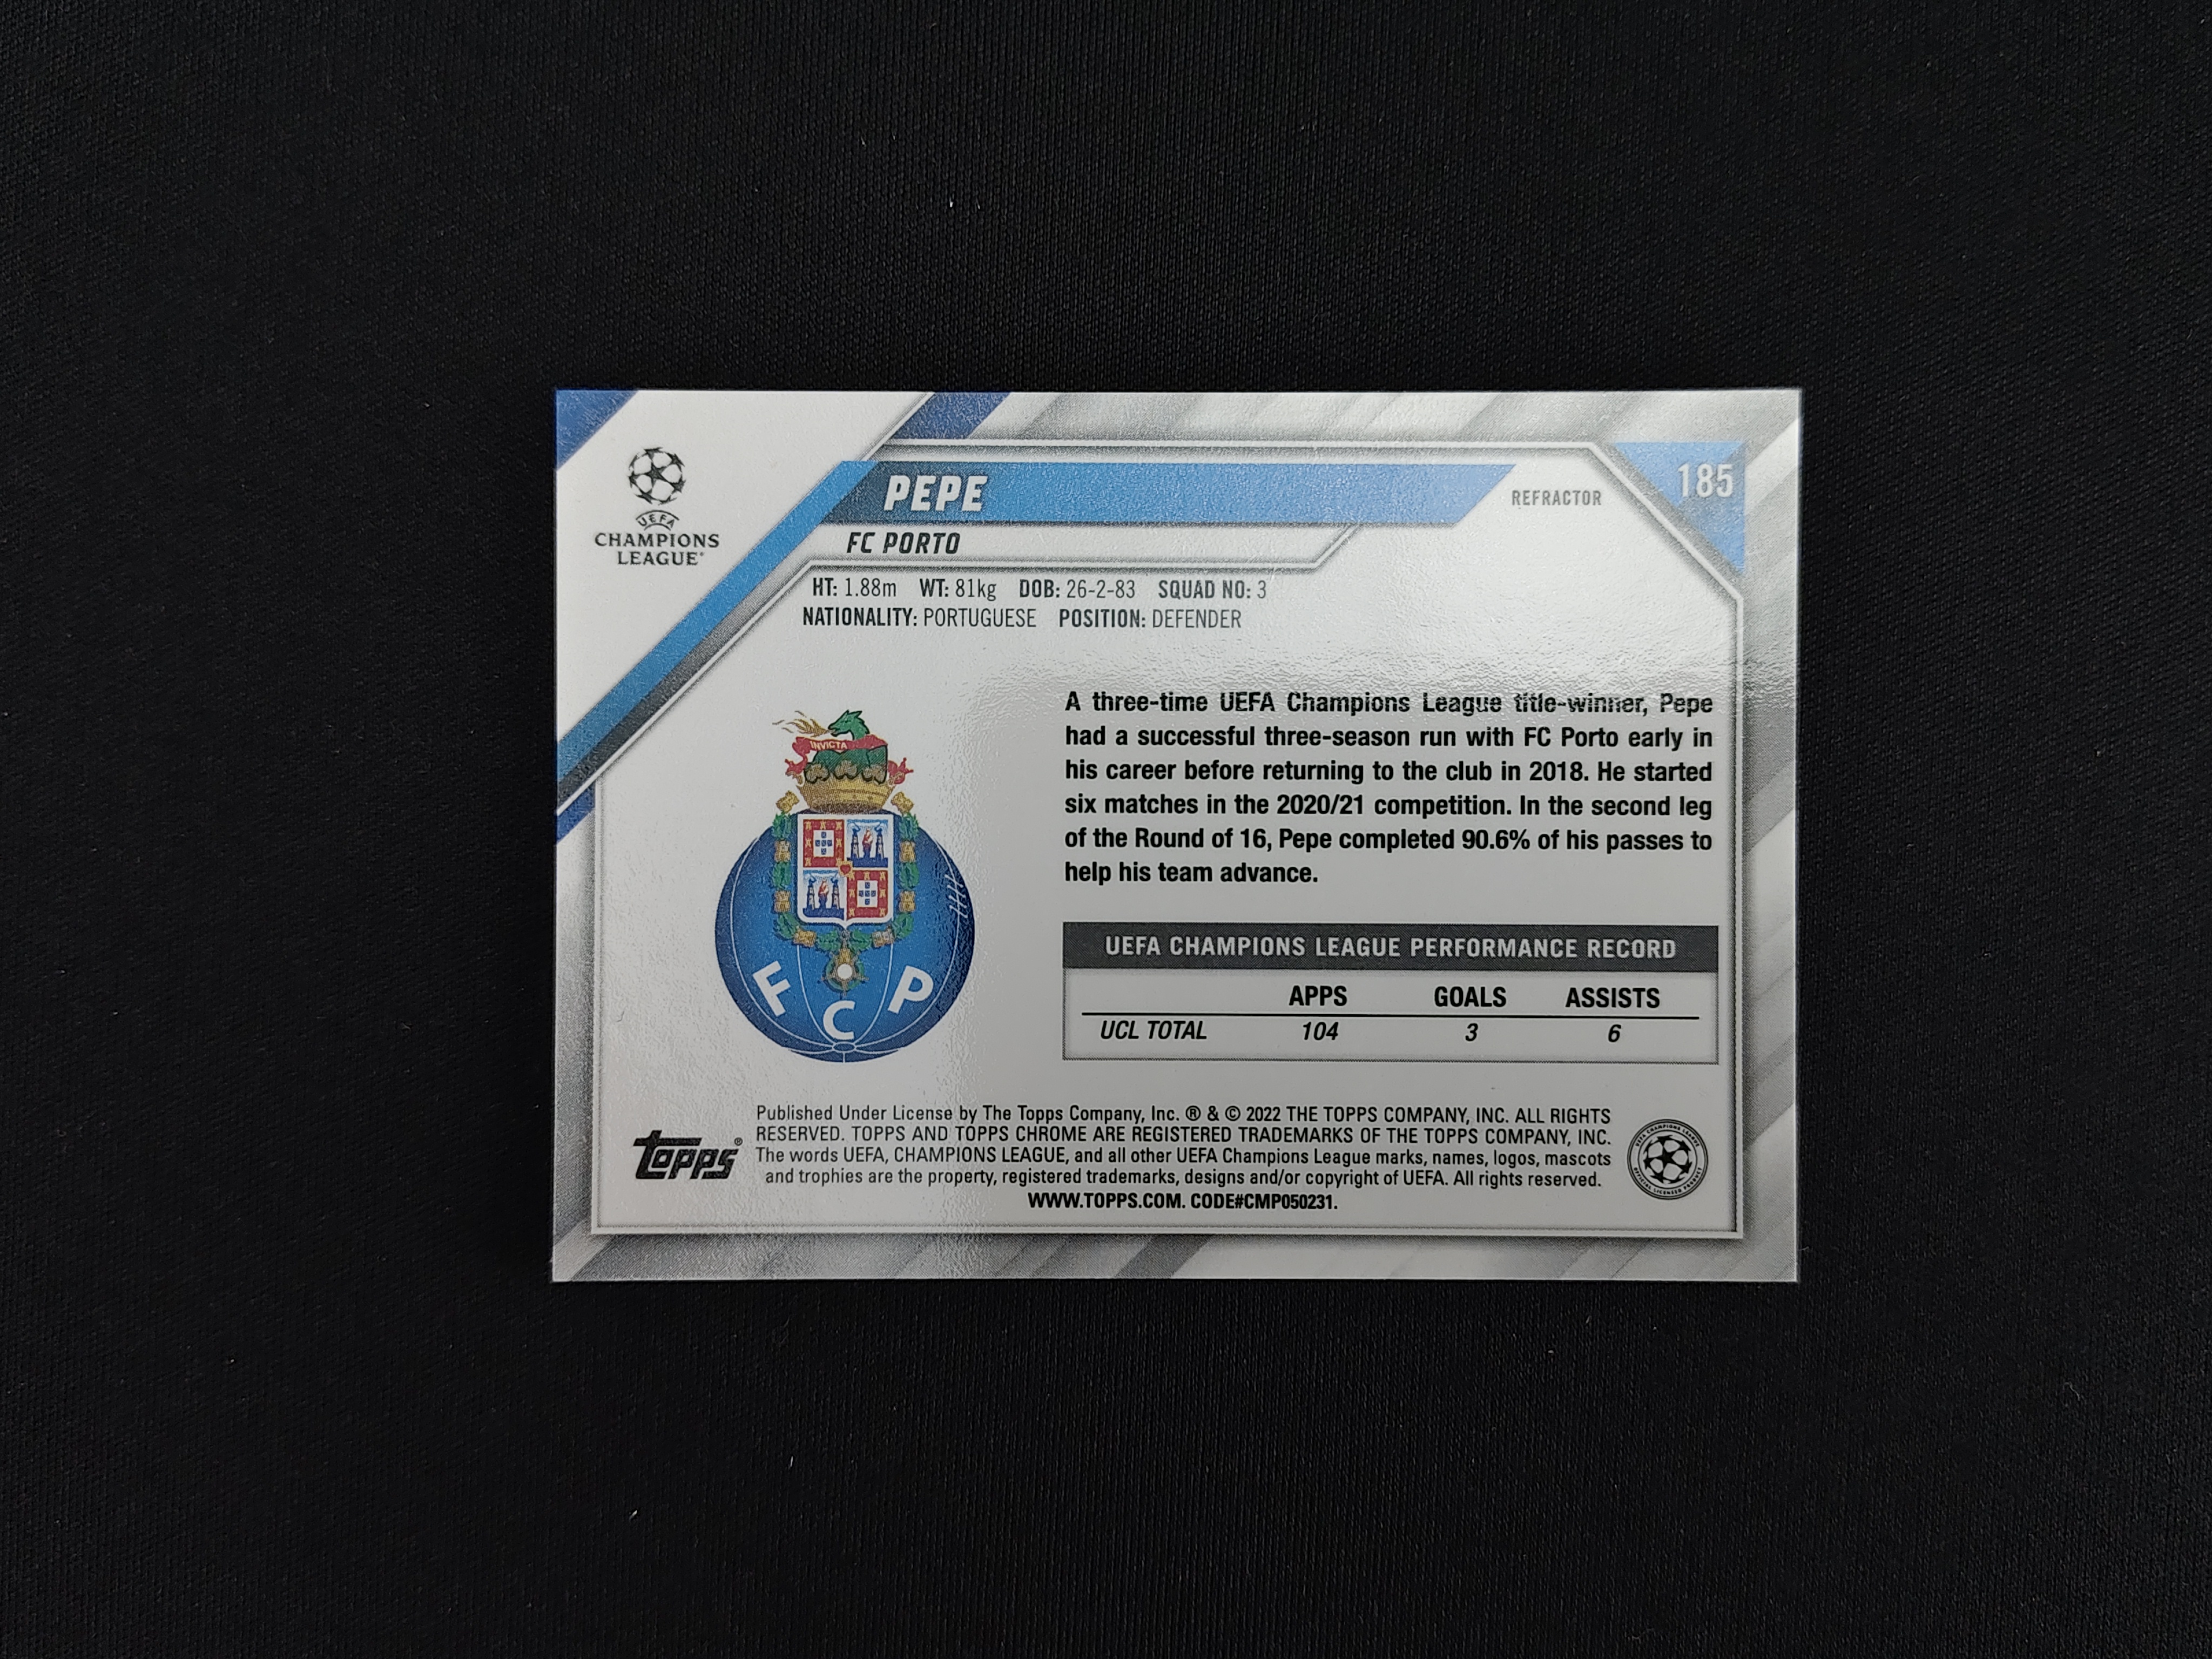 UEFA
CHAMPIONS
LEAGUE®
PEPE
REFRACTOR
185
FC PORTO
HT: 1.88m WT: 81kg DOB: 26-2-83 SQUAD NO: 3
NATIONALITY: PORTUGUESE POSITION: DEFENDER
A three-time UEFA Champions League title-winner, Pepe
had a successful three-season run with FC Porto early in
his career before returning to the club in 2018. He started
six matches in the 2020/21 competition. In the second leg
of the Round of 16, Pepe completed 90.6% of his passes to
help his team advance.
INVICTA
F C P
UEFA CHAMPIONS LEAGUE PERFORMANCE RECORD
APPS GOALS ASSISTS
UCL TOTAL 104 3 6
topps®
Published Under License by The Topps Company, Inc. ® & © 2022 THE TOPPS COMPANY, INC. ALL RIGHTS
RESERVED. TOPPS AND TOPPS CHROME ARE REGISTERED TRADEMARKS OF THE TOPPS COMPANY, INC.
The words UEFA, CHAMPIONS LEAGUE, and all other UEFA Champions League marks, names, logos, mascots
and trophies are the property, registered trademarks, designs and/or copyright of UEFA. All rights reserved.
WWW.TOPPS.COM. CODE#CMP050231.
UEFA CHAMPIONS LEAGUE
OFFICIAL LICENSED PRODUCT